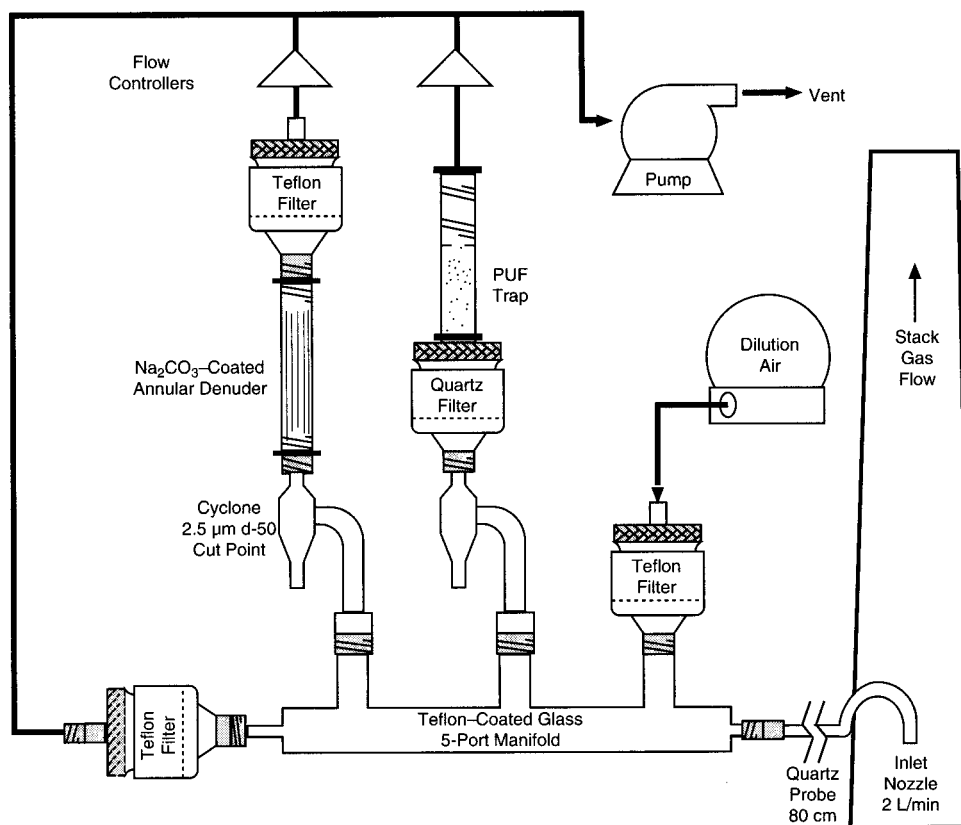 Flow
Controllers
Vent
Pump
Teflon
Filter
PUF
Trap
Na₂CO₃–Coated
Annular Denuder
Quartz
Filter
Dilution
Air
Stack
Gas
Flow
Cyclone
2.5 µm d-50
Cut Point
Teflon
Filter
Teflon
Filter
Teflon–Coated Glass
5-Port Manifold
Quartz
Probe
80 cm
Inlet
Nozzle
2 L/min